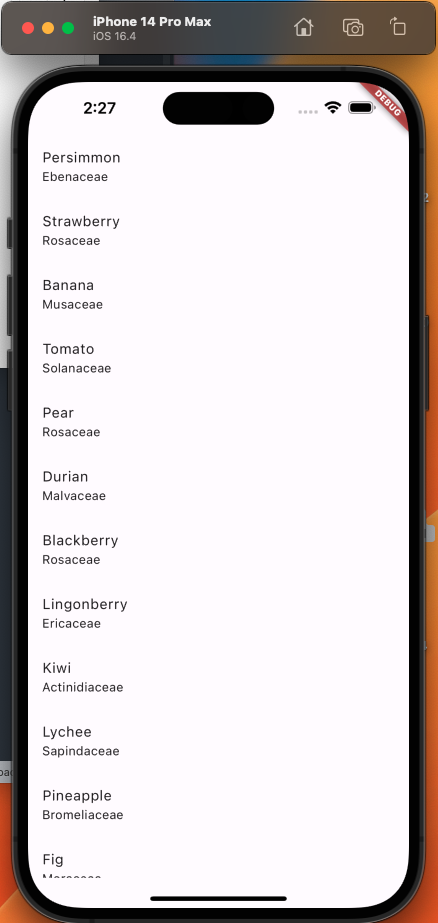 iPhone 14 Pro Max
iOS 16.4
2:27
DEBUG
Persimmon
Ebenaceae
Strawberry
Rosaceae
Banana
Musaceae
Tomato
Solanaceae
Pear
Rosaceae
Durian
Malvaceae
Blackberry
Rosaceae
Lingonberry
Ericaceae
Kiwi
Actinidiaceae
Lychee
Sapindaceae
Pineapple
Bromeliaceae
Fig